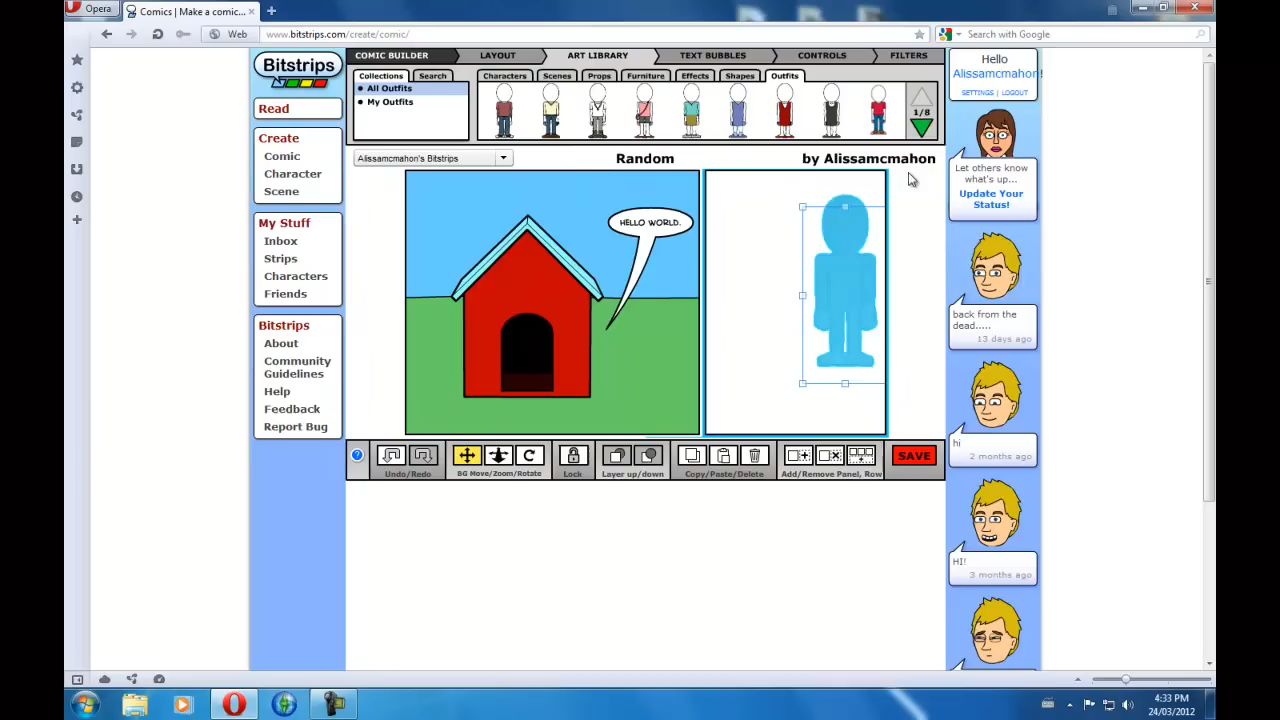 Opera
Comics | Make a comic...
Web
www.bitstrips.com/create/comic/
Search with Google
Bitstrips
Read
Create
Comic
Character
Scene
My Stuff
Inbox
Strips
Characters
Friends
Bitstrips
About
Community
Guidelines
Help
Feedback
Report Bug
COMIC BUILDER
LAYOUT
ART LIBRARY
TEXT BUBBLES
CONTROLS
FILTERS
Collections
Search
Characters
Scenes
Props
Furniture
Effects
Shapes
Outfits
All Outfits
My Outfits
1/8
Alissamcmahon's Bitstrips
Random
by Alissamcmahon
HELLO WORLD.
Undo/Redo
BG Move/Zoom/Rotate
Lock
Layer up/down
Copy/Paste/Delete
Add/Remove Panel, Row
SAVE
Hello
Alissamcmahon!
SETTINGS | LOGOUT
Let others know
what's up...
Update Your
Status!
back from the
dead.....
13 days ago
hi
2 months ago
HI!
3 months ago
4:33 PM
24/03/2012